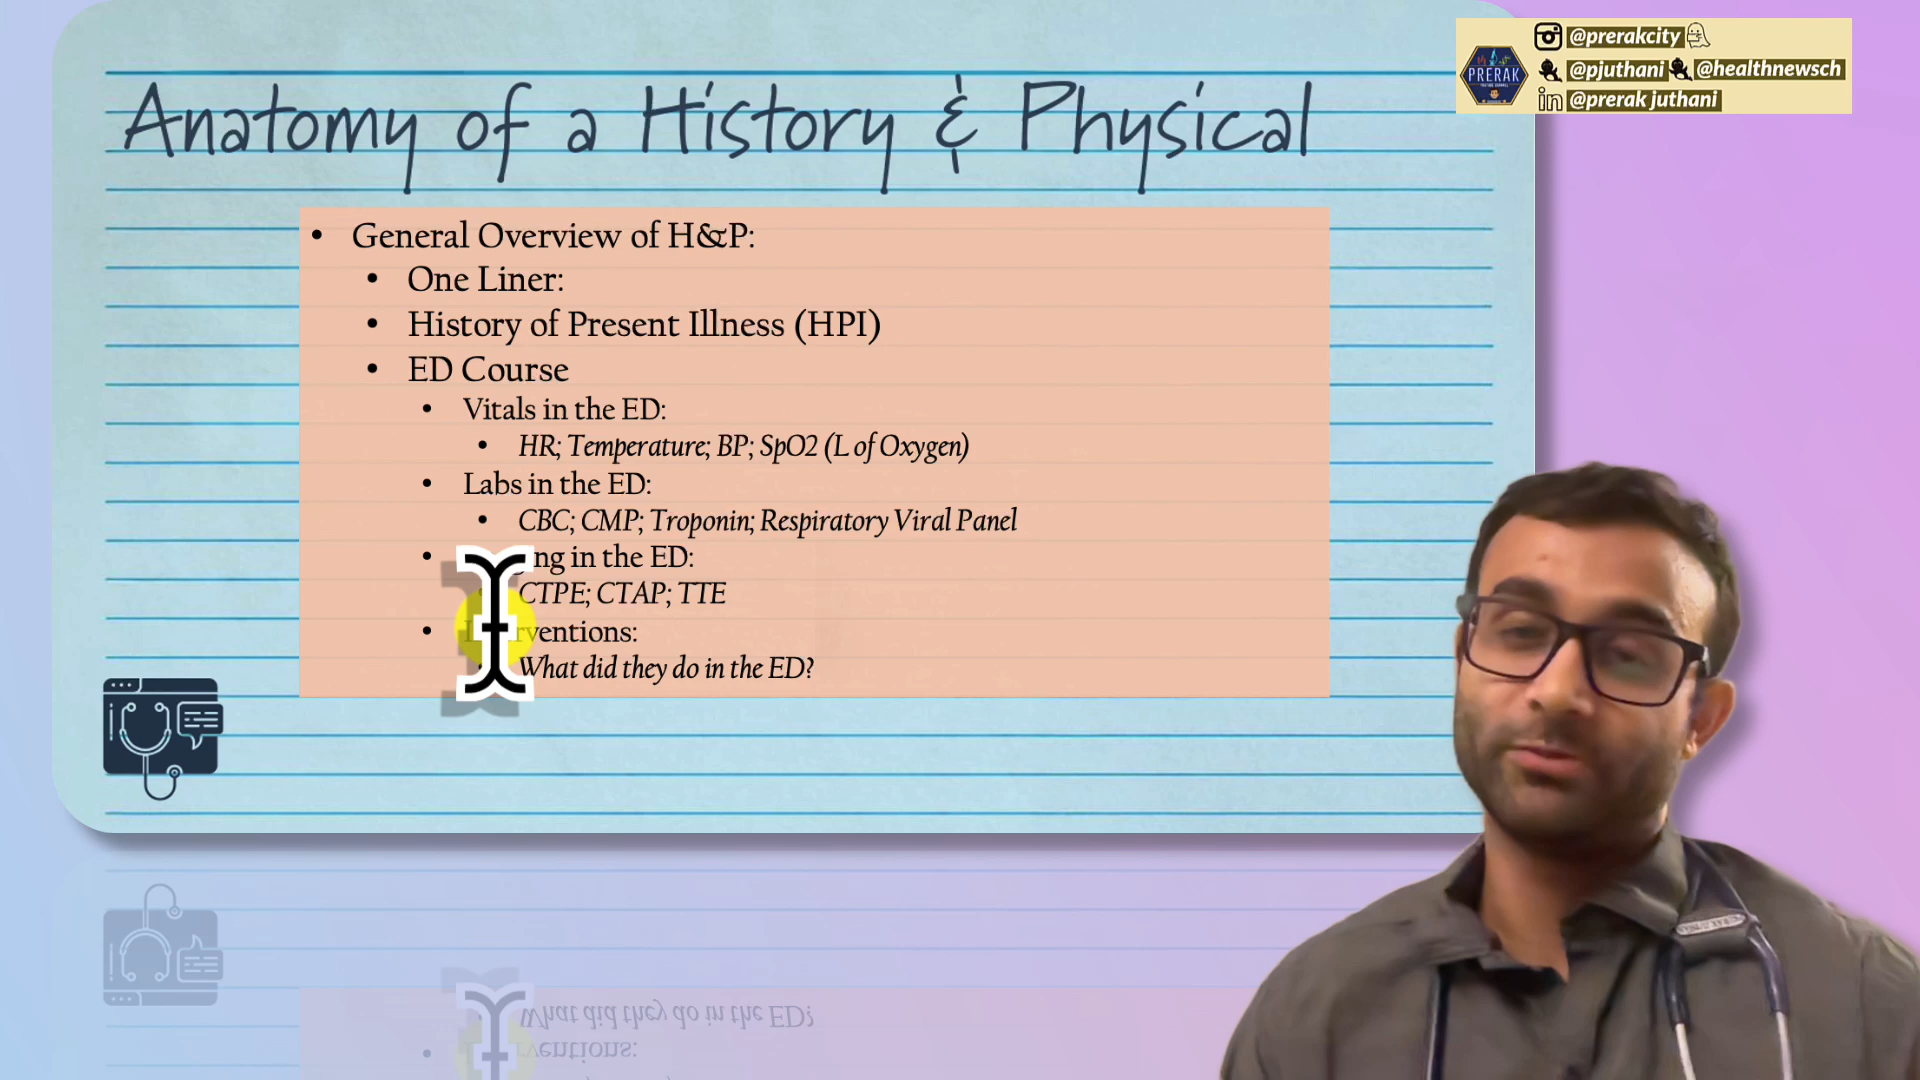 @prerakcity
@pjuthani @healthnewsch
@prerak juthani
PRERAK
Anatomy of a History & Physical
• General Overview of H&P:
• One Liner:
• History of Present Illness (HPI)
• ED Course
• Vitals in the ED:
• HR; Temperature; BP; SpO2 (L of Oxygen)
• Labs in the ED:
• CBC; CMP; Troponin; Respiratory Viral Panel
• in the ED:
CTPE; CTAP; TTE
•
What did they do in the ED?